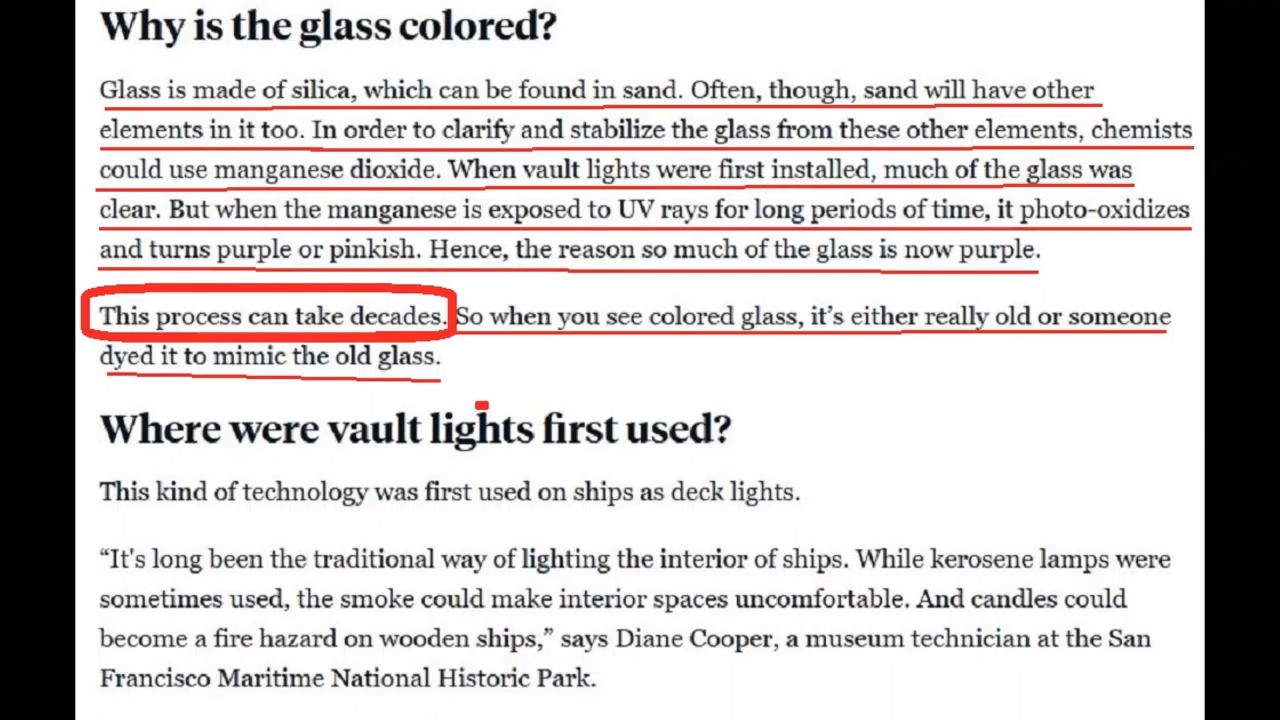 Why is the glass colored?
Glass is made of silica, which can be found in sand. Often, though, sand will have other
elements in it too. In order to clarify and stabilize the glass from these other elements, chemists
could use manganese dioxide. When vault lights were first installed, much of the glass was
clear. But when the manganese is exposed to UV rays for long periods of time, it photo-oxidizes
and turns purple or pinkish. Hence, the reason so much of the glass is now purple.
This process can take decades. So when you see colored glass, it’s either really old or someone
dyed it to mimic the old glass.
Where were vault lights first used?
This kind of technology was first used on ships as deck lights.
“It's long been the traditional way of lighting the interior of ships. While kerosene lamps were
sometimes used, the smoke could make interior spaces uncomfortable. And candles could
become a fire hazard on wooden ships,” says Diane Cooper, a museum technician at the San
Francisco Maritime National Historic Park.